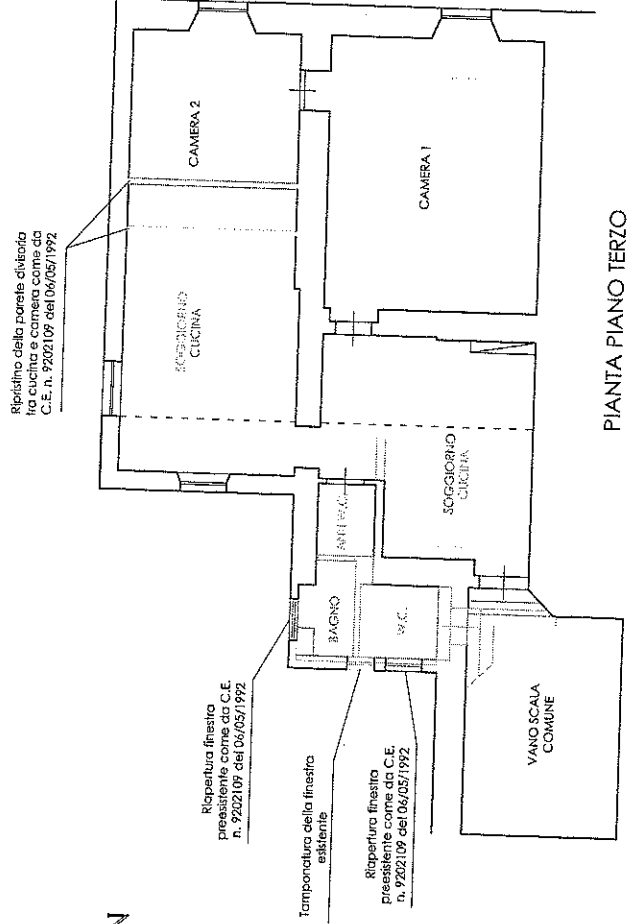 Ripristino della parete divisoria
tra cucina e camera come da
C.E. n. 9202109 del 06/05/1992
CAMERA 2
SOGGIORNO
CUCINA
CAMERA 1
Riapertura finestra
preesistente come da C.E.
n. 9202109 del 06/05/1992
ANTI W.C.
BAGNO
SOGGIORNO
CUCINA
Tamponatura della finestra
esistente
W.C.
Riapertura finestra
preesistente come da C.E.
n. 9202109 del 06/05/1992
VANO SCALA
COMUNE
PIANTA PIANO TERZO
N